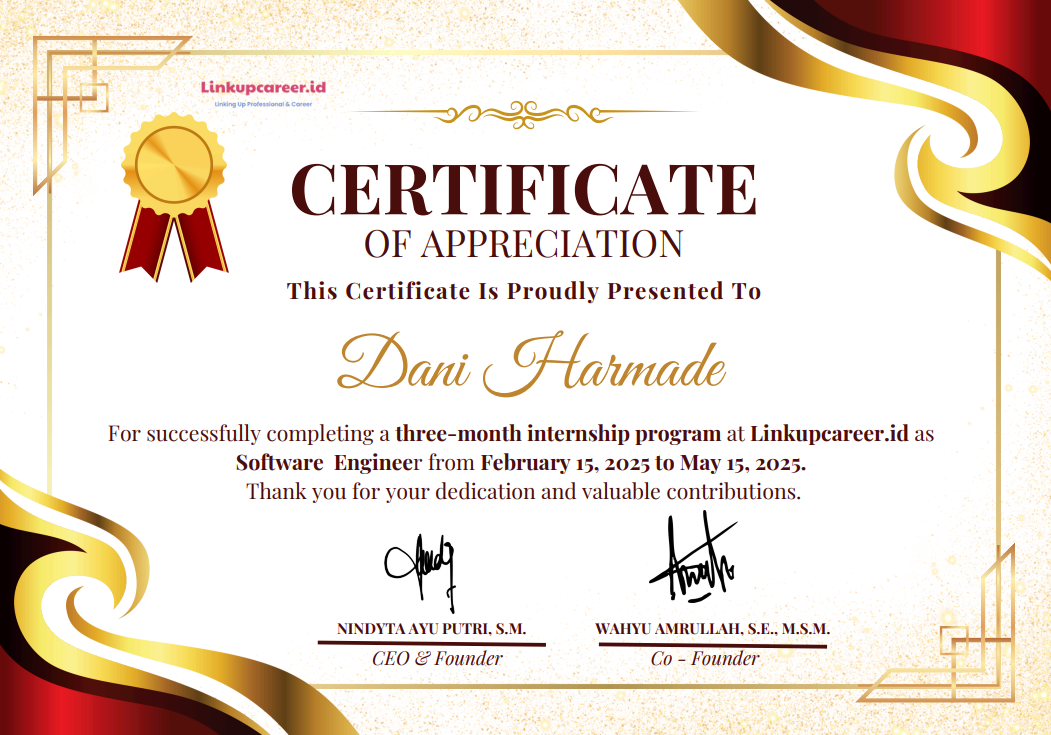 Linkupcareer.id
Linking Up Professional & Career
CERTIFICATE
OF APPRECIATION
This Certificate Is Proudly Presented To
Dani Harmade
For successfully completing a three-month internship program at Linkupcareer.id as
Software Engineer from February 15, 2025 to May 15, 2025.
Thank you for your dedication and valuable contributions.
NINDYTA AYU PUTRI, S.M.
CEO & Founder
WAHYU AMRULLAH, S.E., M.S.M.
Co - Founder